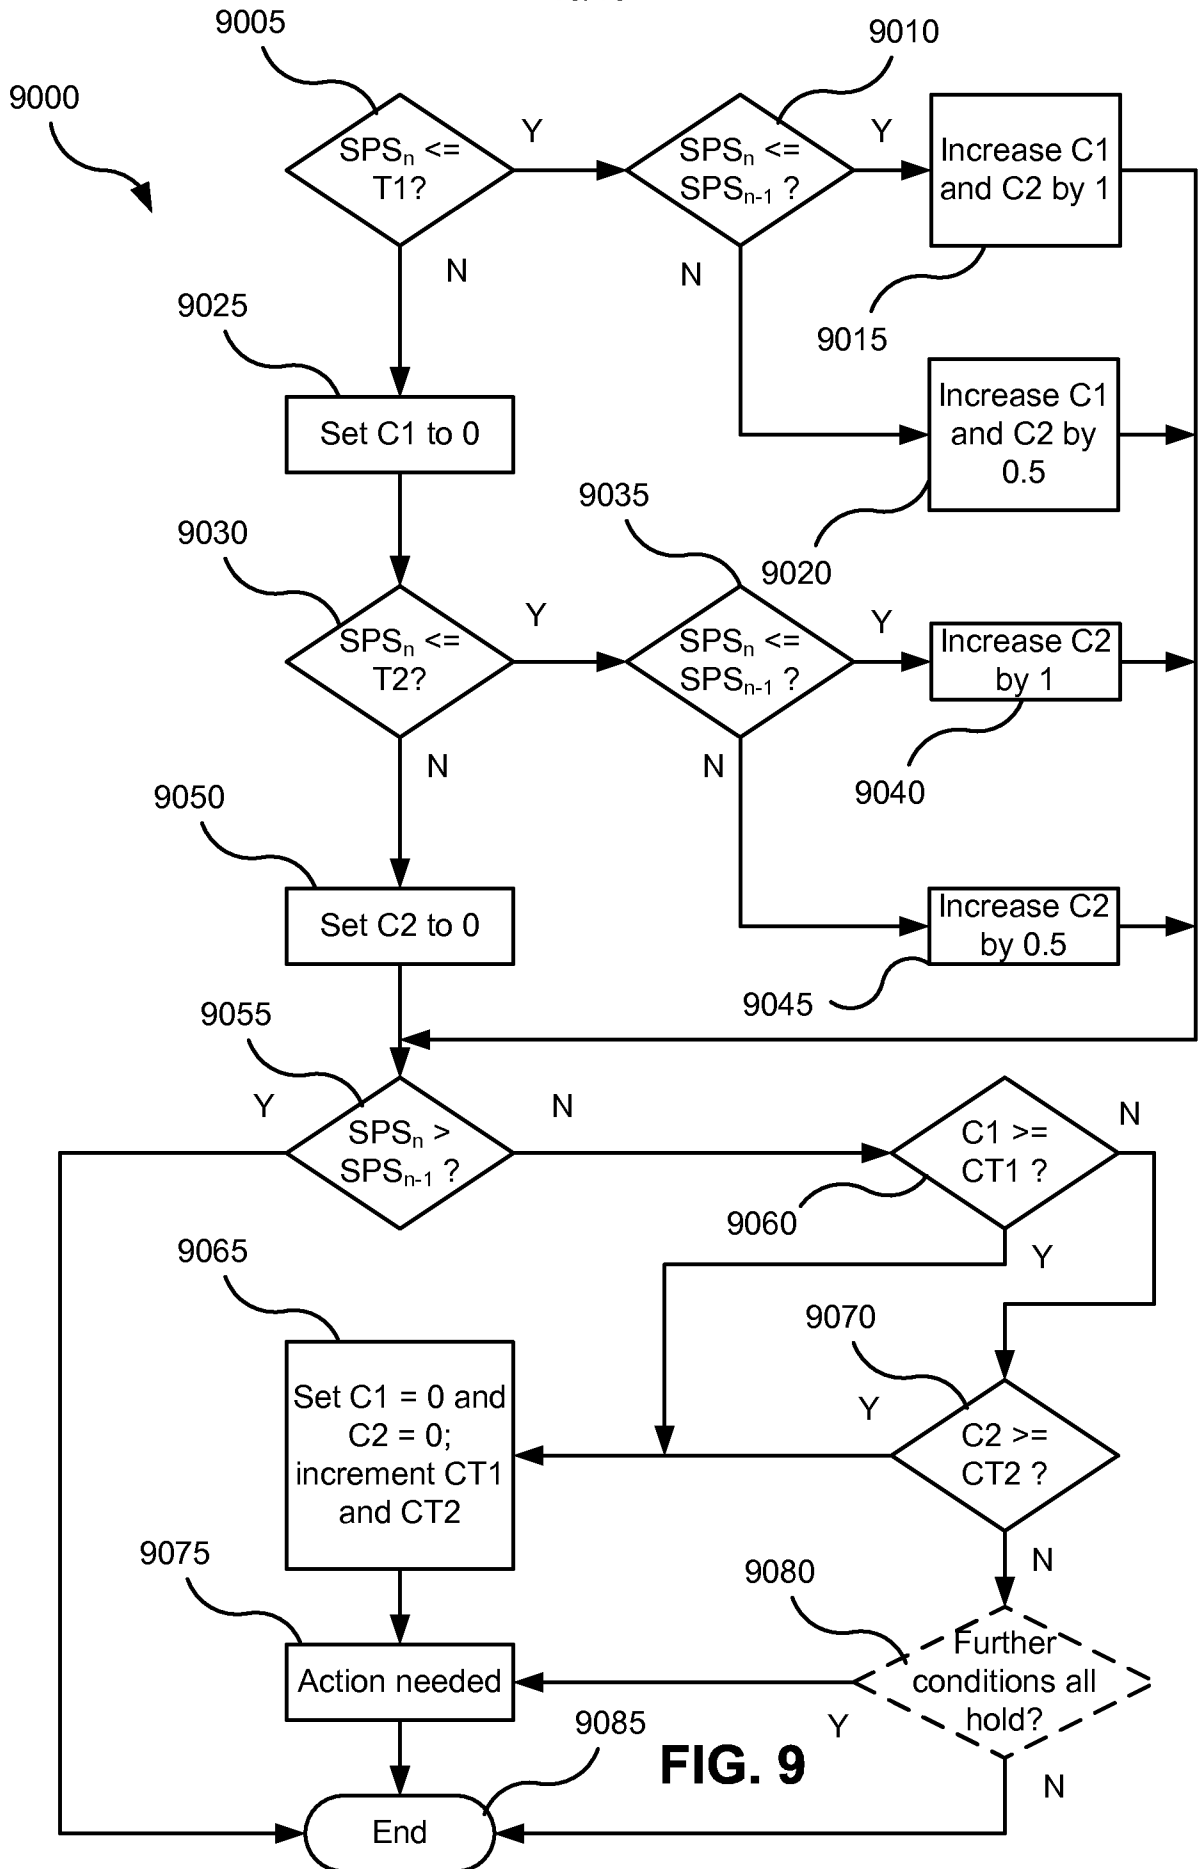 9005
9010
9000
SPSn <=
T1?
Y
SPSn <=
SPSn-1 ?
Y
Increase C1
and C2 by 1
N
N
9025
9015
Set C1 to 0
Increase C1
and C2 by
0.5
9035
9030
9020
SPSn <=
T2?
Y
SPSn <=
SPSn-1 ?
Y
Increase C2
by 1
N
N
9040
9050
Set C2 to 0
Increase C2
by 0.5
9045
9055
Y
SPSn >
SPSn-1 ?
N
C1 >=
CT1 ?
N
9060
Y
9065
9070
Set C1 = 0 and
C2 = 0;
increment CT1
and CT2
Y
C2 >=
CT2 ?
N
9075
9080
Action needed
Further
conditions all
hold?
Y
9085
FIG. 9
N
End